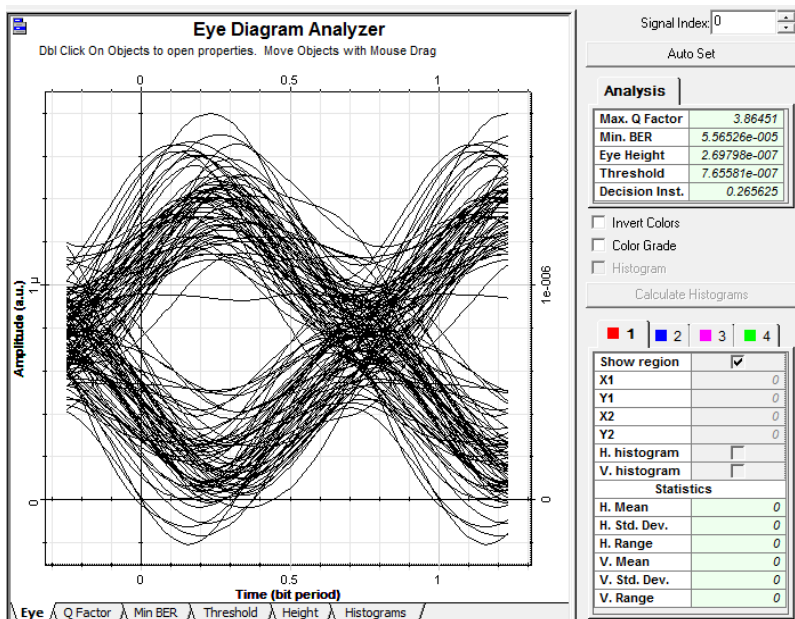 Eye Diagram Analyzer
Dbl Click On Objects to open properties. Move Objects with Mouse Drag
0 0.5 1
Amplitude (a.u.)
1 µ
0
1e-006
0
0 0.5 1
Time (bit period)
Eye Q Factor Min BER Threshold Height Histograms
Signal Index: 0
Auto Set
Analysis
Max. Q Factor 3.86451
Min. BER 5.56526e-005
Eye Height 2.69798e-007
Threshold 7.65581e-007
Decision Inst. 0.265625
Invert Colors
Color Grade
Histogram
Calculate Histograms
1 2 3 4
Show region
X1 0
Y1 0
X2 0
Y2 0
H. histogram
V. histogram
Statistics
H. Mean 0
H. Std. Dev. 0
H. Range 0
V. Mean 0
V. Std. Dev. 0
V. Range 0